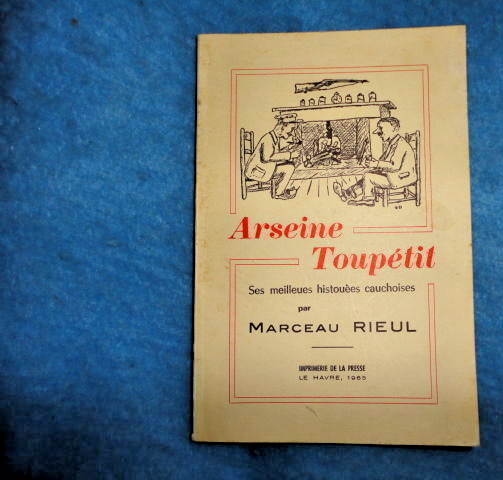 Arseine
Toupétit
Ses meilleues histouèes cauchoises
par
MARCEAU RIEUL
IMPRIMERIE DE LA PRESSE
LE HAVRE, 1965